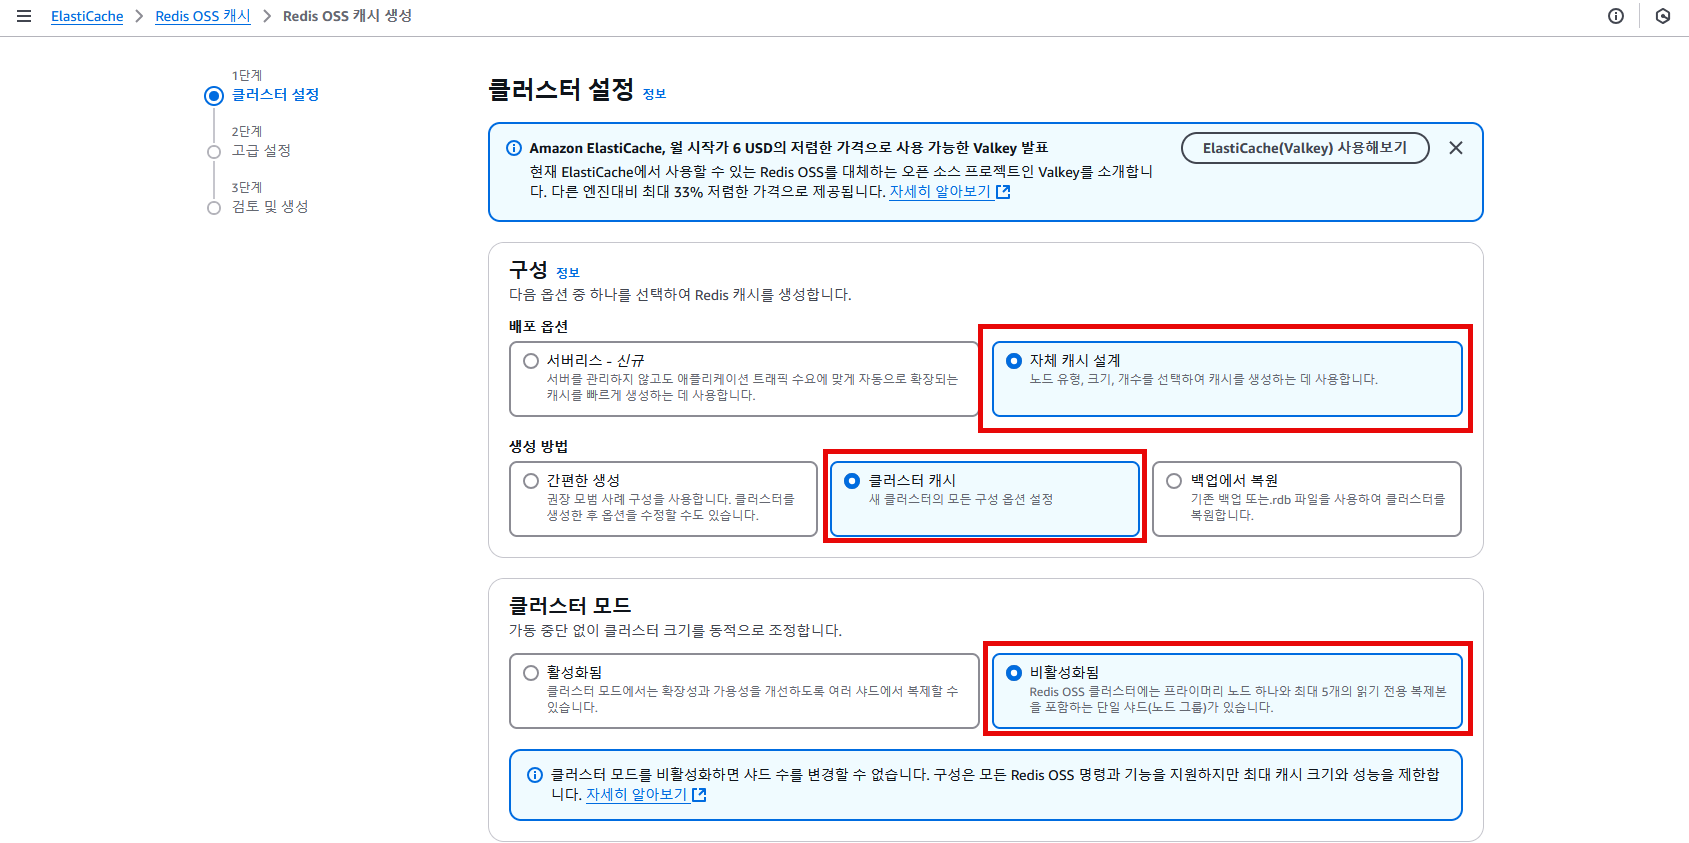 ElastiCache > Redis OSS 캐시 > Redis OSS 캐시 생성
1단계
클러스터 설정
2단계
고급 설정
3단계
검토 및 생성
클러스터 설정 정보
Amazon ElastiCache, 월 시작가 6 USD의 저렴한 가격으로 사용 가능한 Valkey 발표
현재 ElastiCache에서 사용할 수 있는 Redis OSS를 대체하는 오픈 소스 프로젝트인 Valkey를 소개합니
다. 다른 엔진대비 최대 33% 저렴한 가격으로 제공됩니다. 자세히 알아보기
ElastiCache(Valkey) 사용해보기
구성 정보
다음 옵션 중 하나를 선택하여 Redis 캐시를 생성합니다.
배포 옵션
서버리스 - 신규
서버를 관리하지 않고도 애플리케이션 트래픽 수요에 맞게 자동으로 확장되는
캐시를 빠르게 생성하는 데 사용합니다.
자체 캐시 설계
노드 유형, 크기, 개수를 선택하여 캐시를 생성하는 데 사용합니다.
생성 방법
간편한 생성
권장 모범 사례 구성을 사용합니다. 클러스터를
생성한 후 옵션을 수정할 수도 있습니다.
클러스터 캐시
새 클러스터의 모든 구성 옵션 설정
백업에서 복원
기존 백업 또는.rdb 파일을 사용하여 클러스터를
복원합니다.
클러스터 모드
가동 중단 없이 클러스터 크기를 동적으로 조정합니다.
활성화됨
클러스터 모드에서는 확장성과 가용성을 개선하도록 여러 샤드에서 복제할 수
있습니다.
비활성화됨
Redis OSS 클러스터에는 프라이머리 노드 하나와 최대 5개의 읽기 전용 복제본
을 포함하는 단일 샤드(노드 그룹)가 있습니다.
클러스터 모드를 비활성화하면 샤드 수를 변경할 수 없습니다. 구성은 모든 Redis OSS 명령과 기능을 지원하지만 최대 캐시 크기와 성능을 제한합
니다. 자세히 알아보기